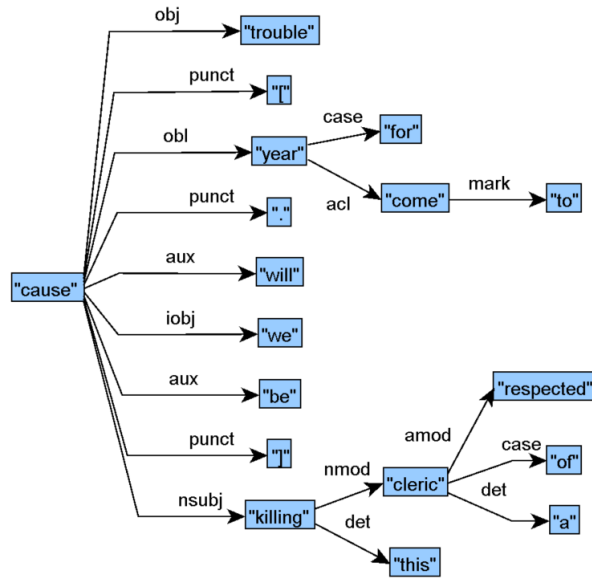 obj
"trouble"
punct
"["
case
"for"
obl
"year"
mark
acl
"come"
"to"
punct
"."
aux
"will"
"cause"
iobj
"we"
aux
"be"
"respected"
amod
punct
"]"
case
"of"
nmod
"cleric"
det
nsubj
"killing"
"a"
det
"this"